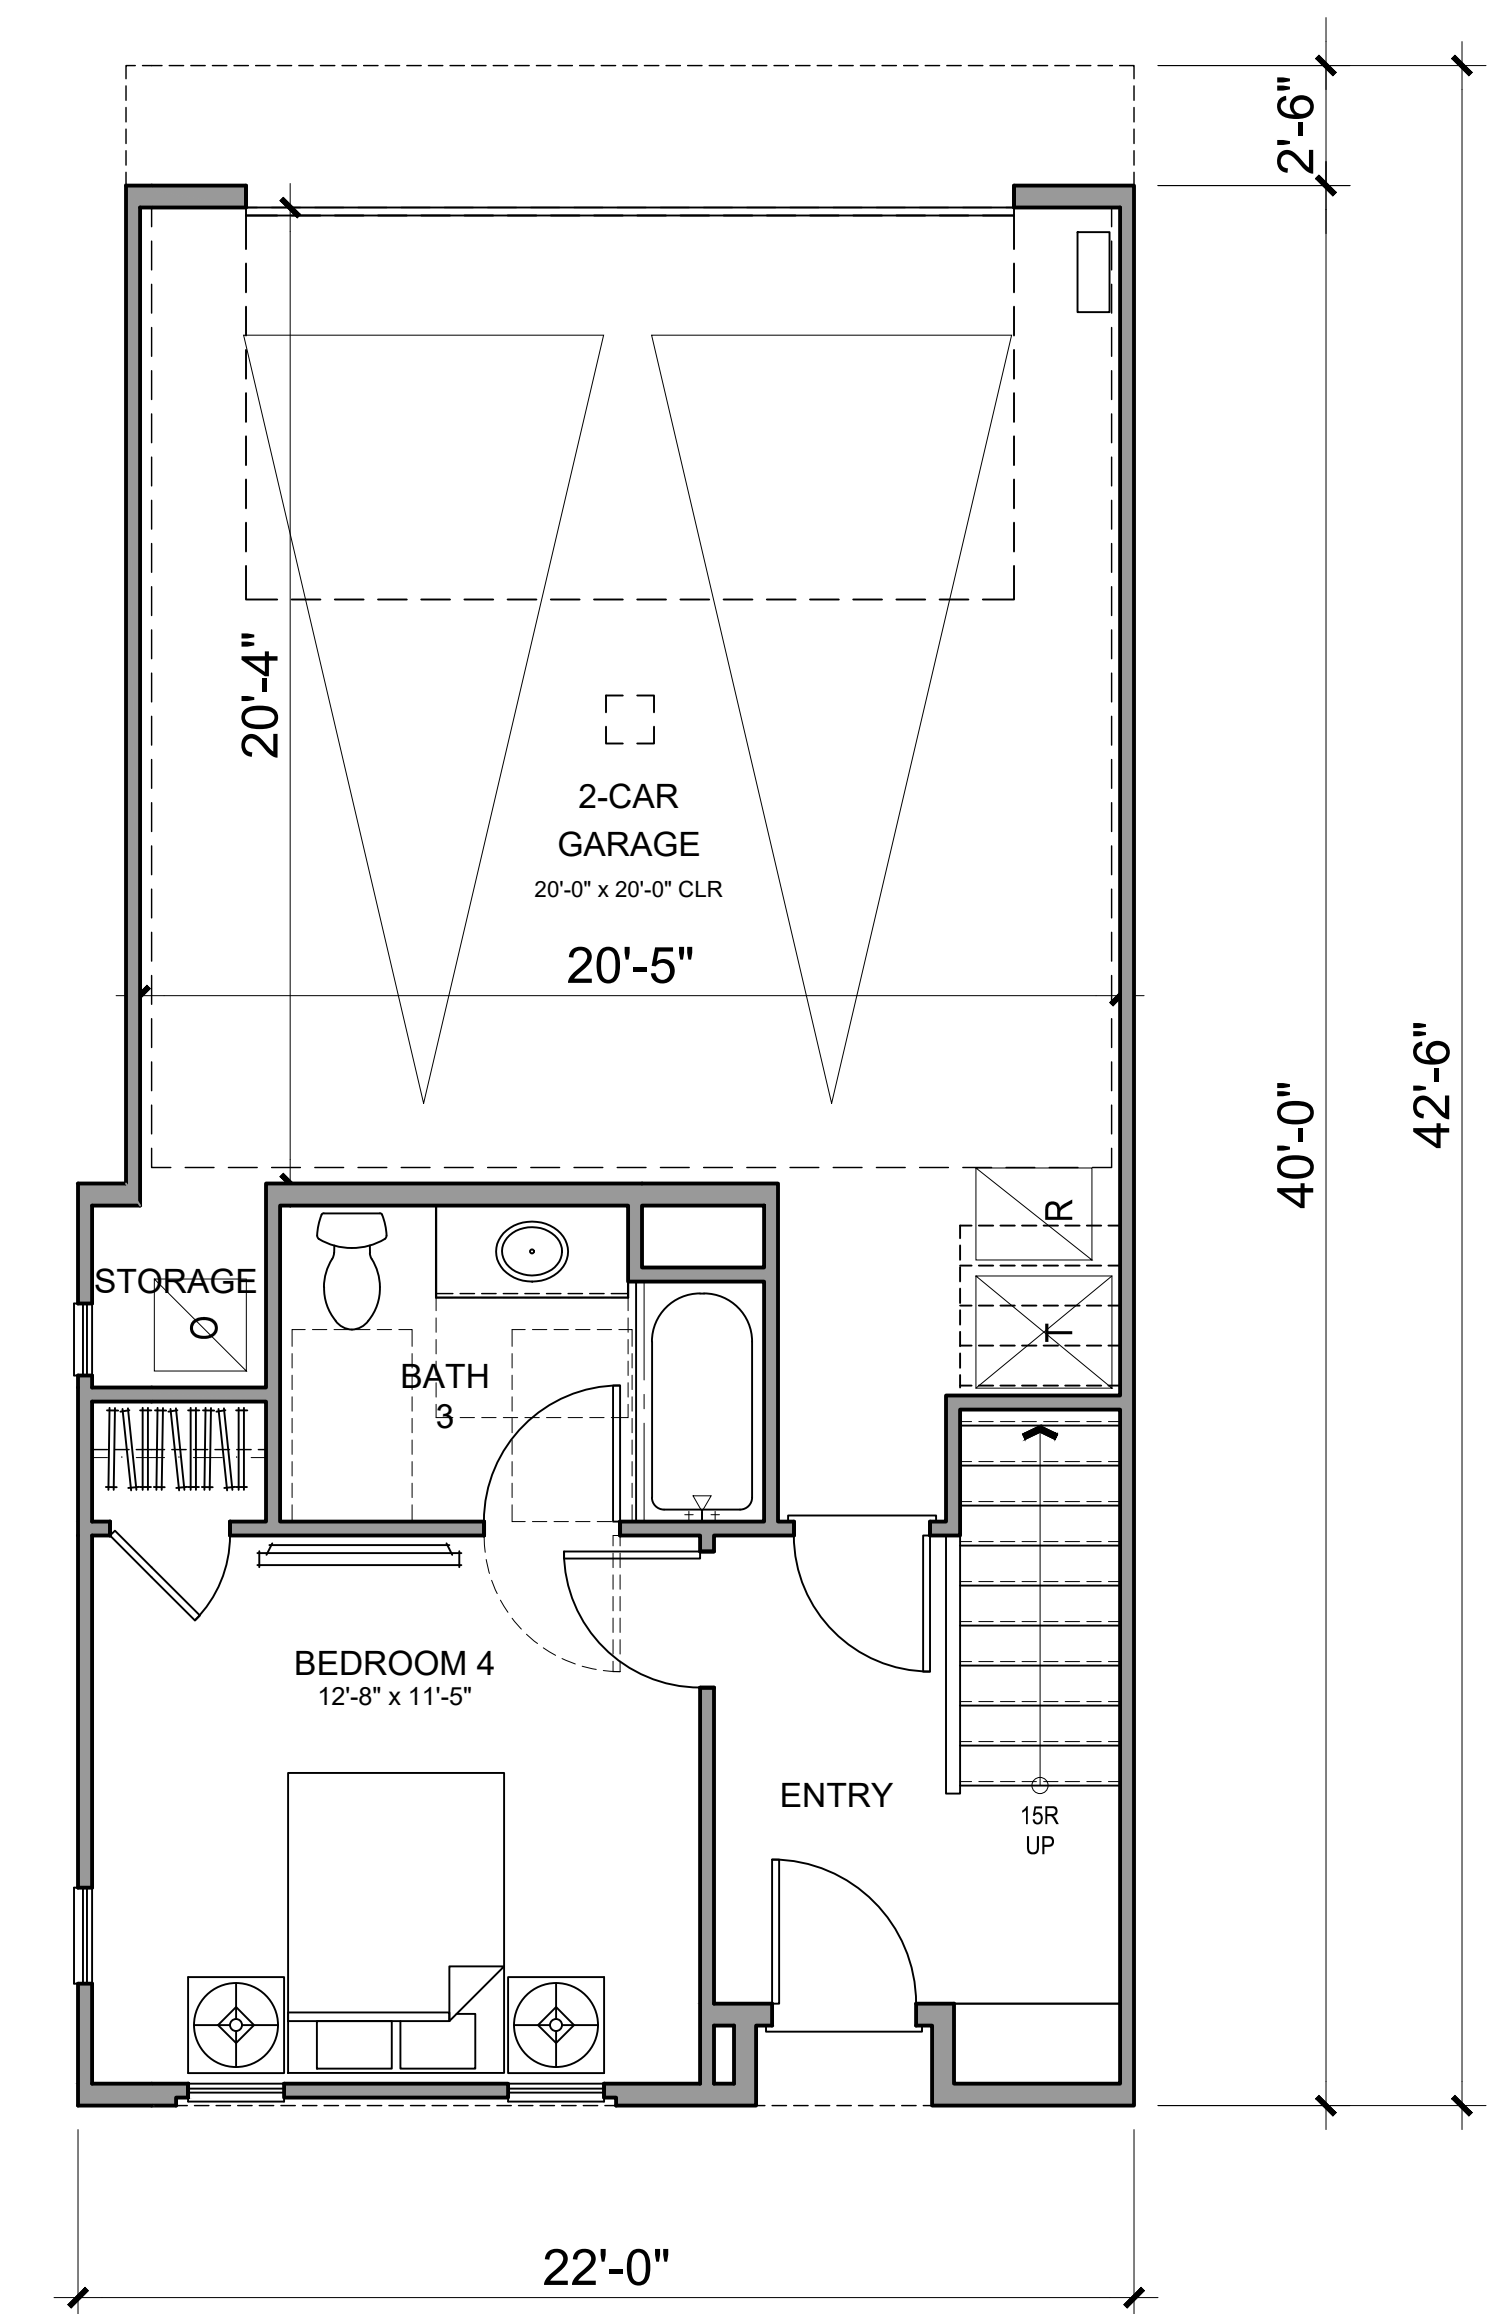 2'-6"
20'-4"
2-CAR
GARAGE
20'-0" x 20'-0" CLR
20'-5"
42'-6"
40'-0"
R
STORAGE
O
T
BATH
3
BEDROOM 4
12'-8" x 11'-5"
ENTRY
15R
UP
22'-0"